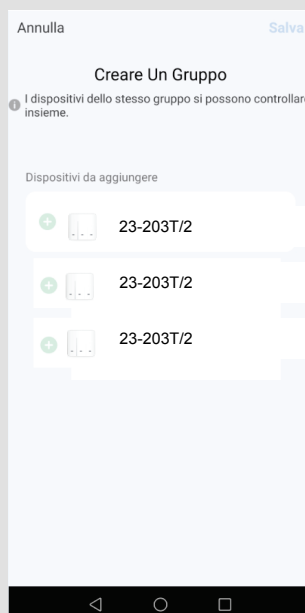 Annulla Salva
Creare Un Gruppo
I dispositivi dello stesso gruppo si possono controllare
insieme.
Dispositivi da aggiungere
23-203T/2
23-203T/2
23-203T/2